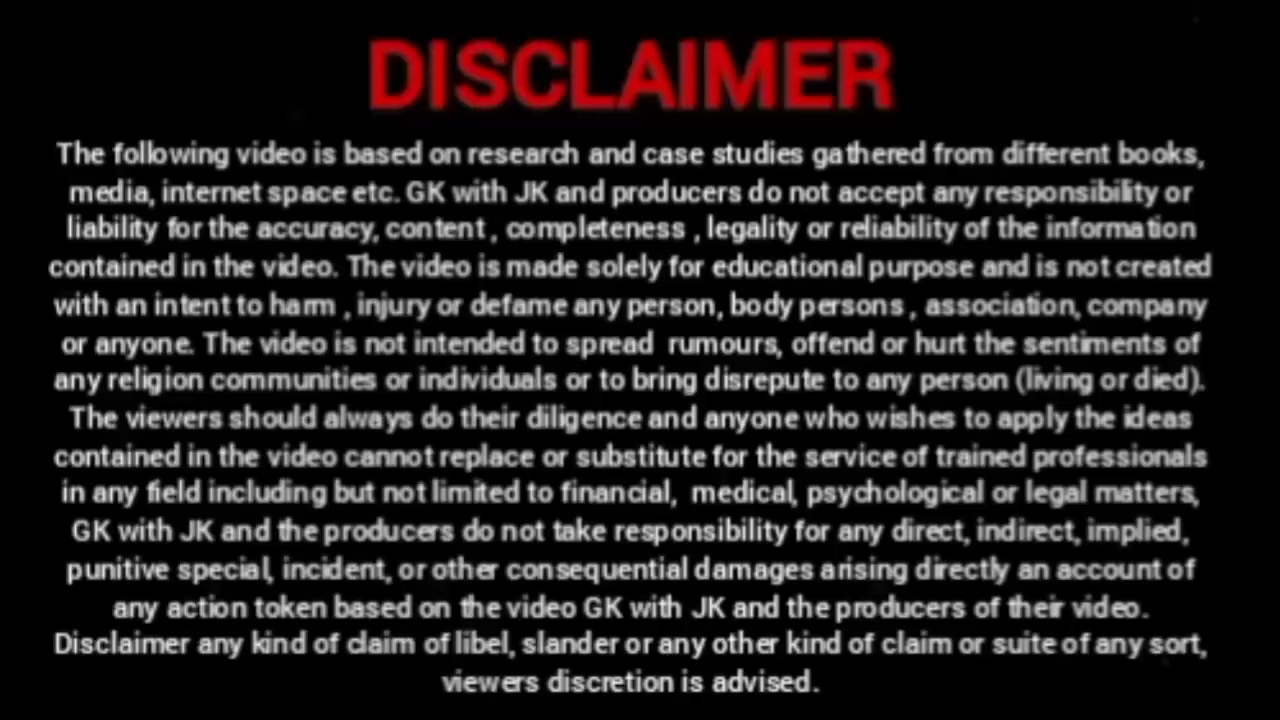 DISCLAIMER
The following video is based on research and case studies gathered from different books,
media, internet space etc. GK with JK and producers do not accept any responsibility or
liability for the accuracy, content , completeness , legality or reliability of the information
contained in the video. The video is made solely for educational purpose and is not created
with an intent to harm , injury or defame any person, body persons , association, company
or anyone. The video is not intended to spread rumours, offend or hurt the sentiments of
any religion communities or individuals or to bring disrepute to any person (living or died).
The viewers should always do their diligence and anyone who wishes to apply the ideas
contained in the video cannot replace or substitute for the service of trained professionals
in any field including but not limited to financial, medical, psychological or legal matters,
GK with JK and the producers do not take responsibility for any direct, indirect, implied,
punitive special, incident, or other consequential damages arising directly an account of
any action token based on the video GK with JK and the producers of their video.
Disclaimer any kind of claim of libel, slander or any other kind of claim or suite of any sort,
viewers discretion is advised.